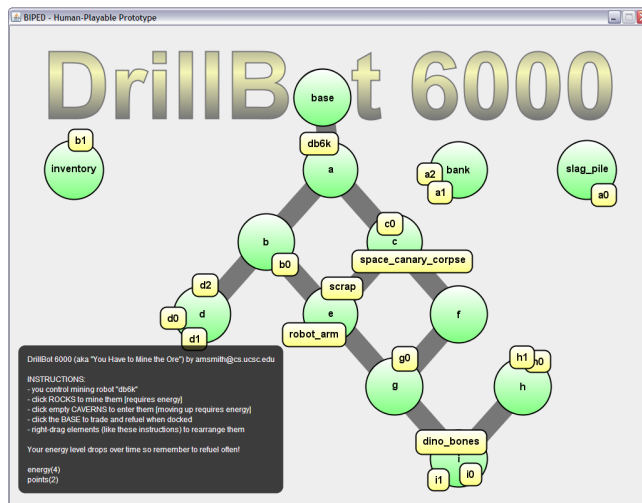 BIPED - Human-Playable Prototype
DrillBot 6000
base
db6k
b1
inventory
a
a2
bank
a1
slag_pile
a0
b
c0
c
space_canary_corpse
b0
d2
scrap
d
d0
d1
e
robot_arm
f
g0
g
h1
h0
h
dino_bones
i
i1
i0
DrillBot 6000 (aka "You Have to Mine the Ore") by amsmith@cs.ucsc.edu
INSTRUCTIONS:
- you control mining robot "db6k"
- click ROCKS to mine them [requires energy]
- click empty CAVERNS to enter them [moving up requires energy]
- click the BASE to trade and refuel when docked
- right-drag elements (like these instructions) to rearrange them
Your energy level drops over time so remember to refuel often!
energy(4)
points(2)